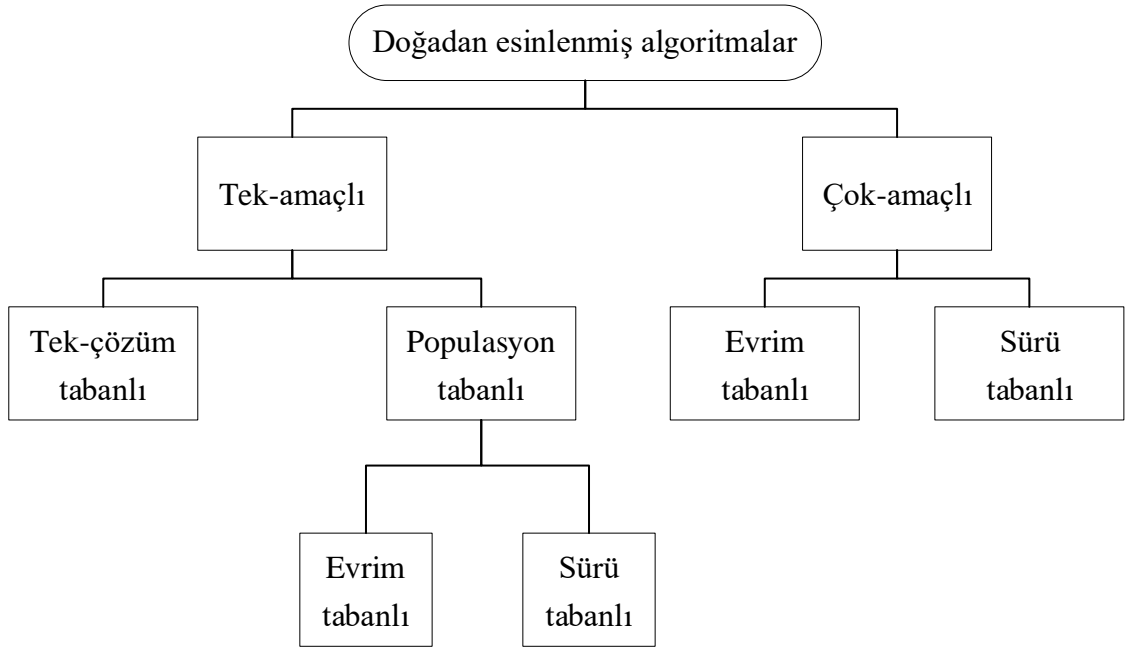 Doğadan esinlenmiş algoritmalar
Tek-amaçlı
Çok-amaçlı
Tek-çözüm
tabanlı
Populasyon
tabanlı
Evrim
tabanlı
Sürü
tabanlı
Evrim
tabanlı
Sürü
tabanlı